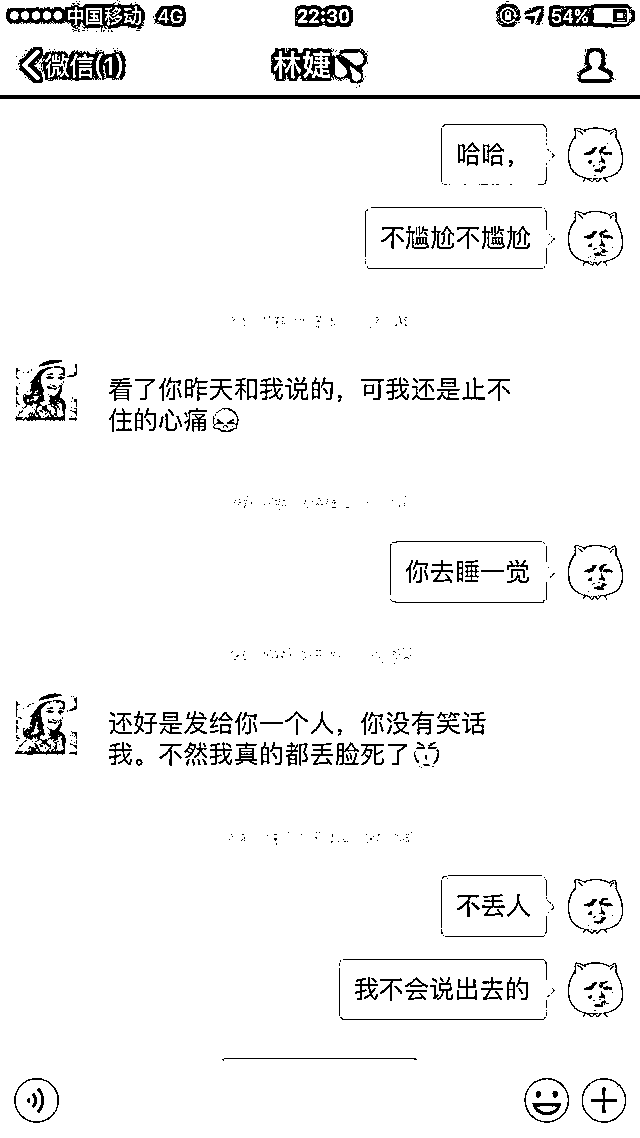 中国移动 4G 22:30 54%
微信(1) 林婕
哈哈，
不尴尬不尴尬
看了你昨天和我说的，可我还是止不
住的心痛
你去睡一觉
还好是发给你一个人，你没有笑话
我。不然我真的都丢脸死了
不丢人
我不会说出去的